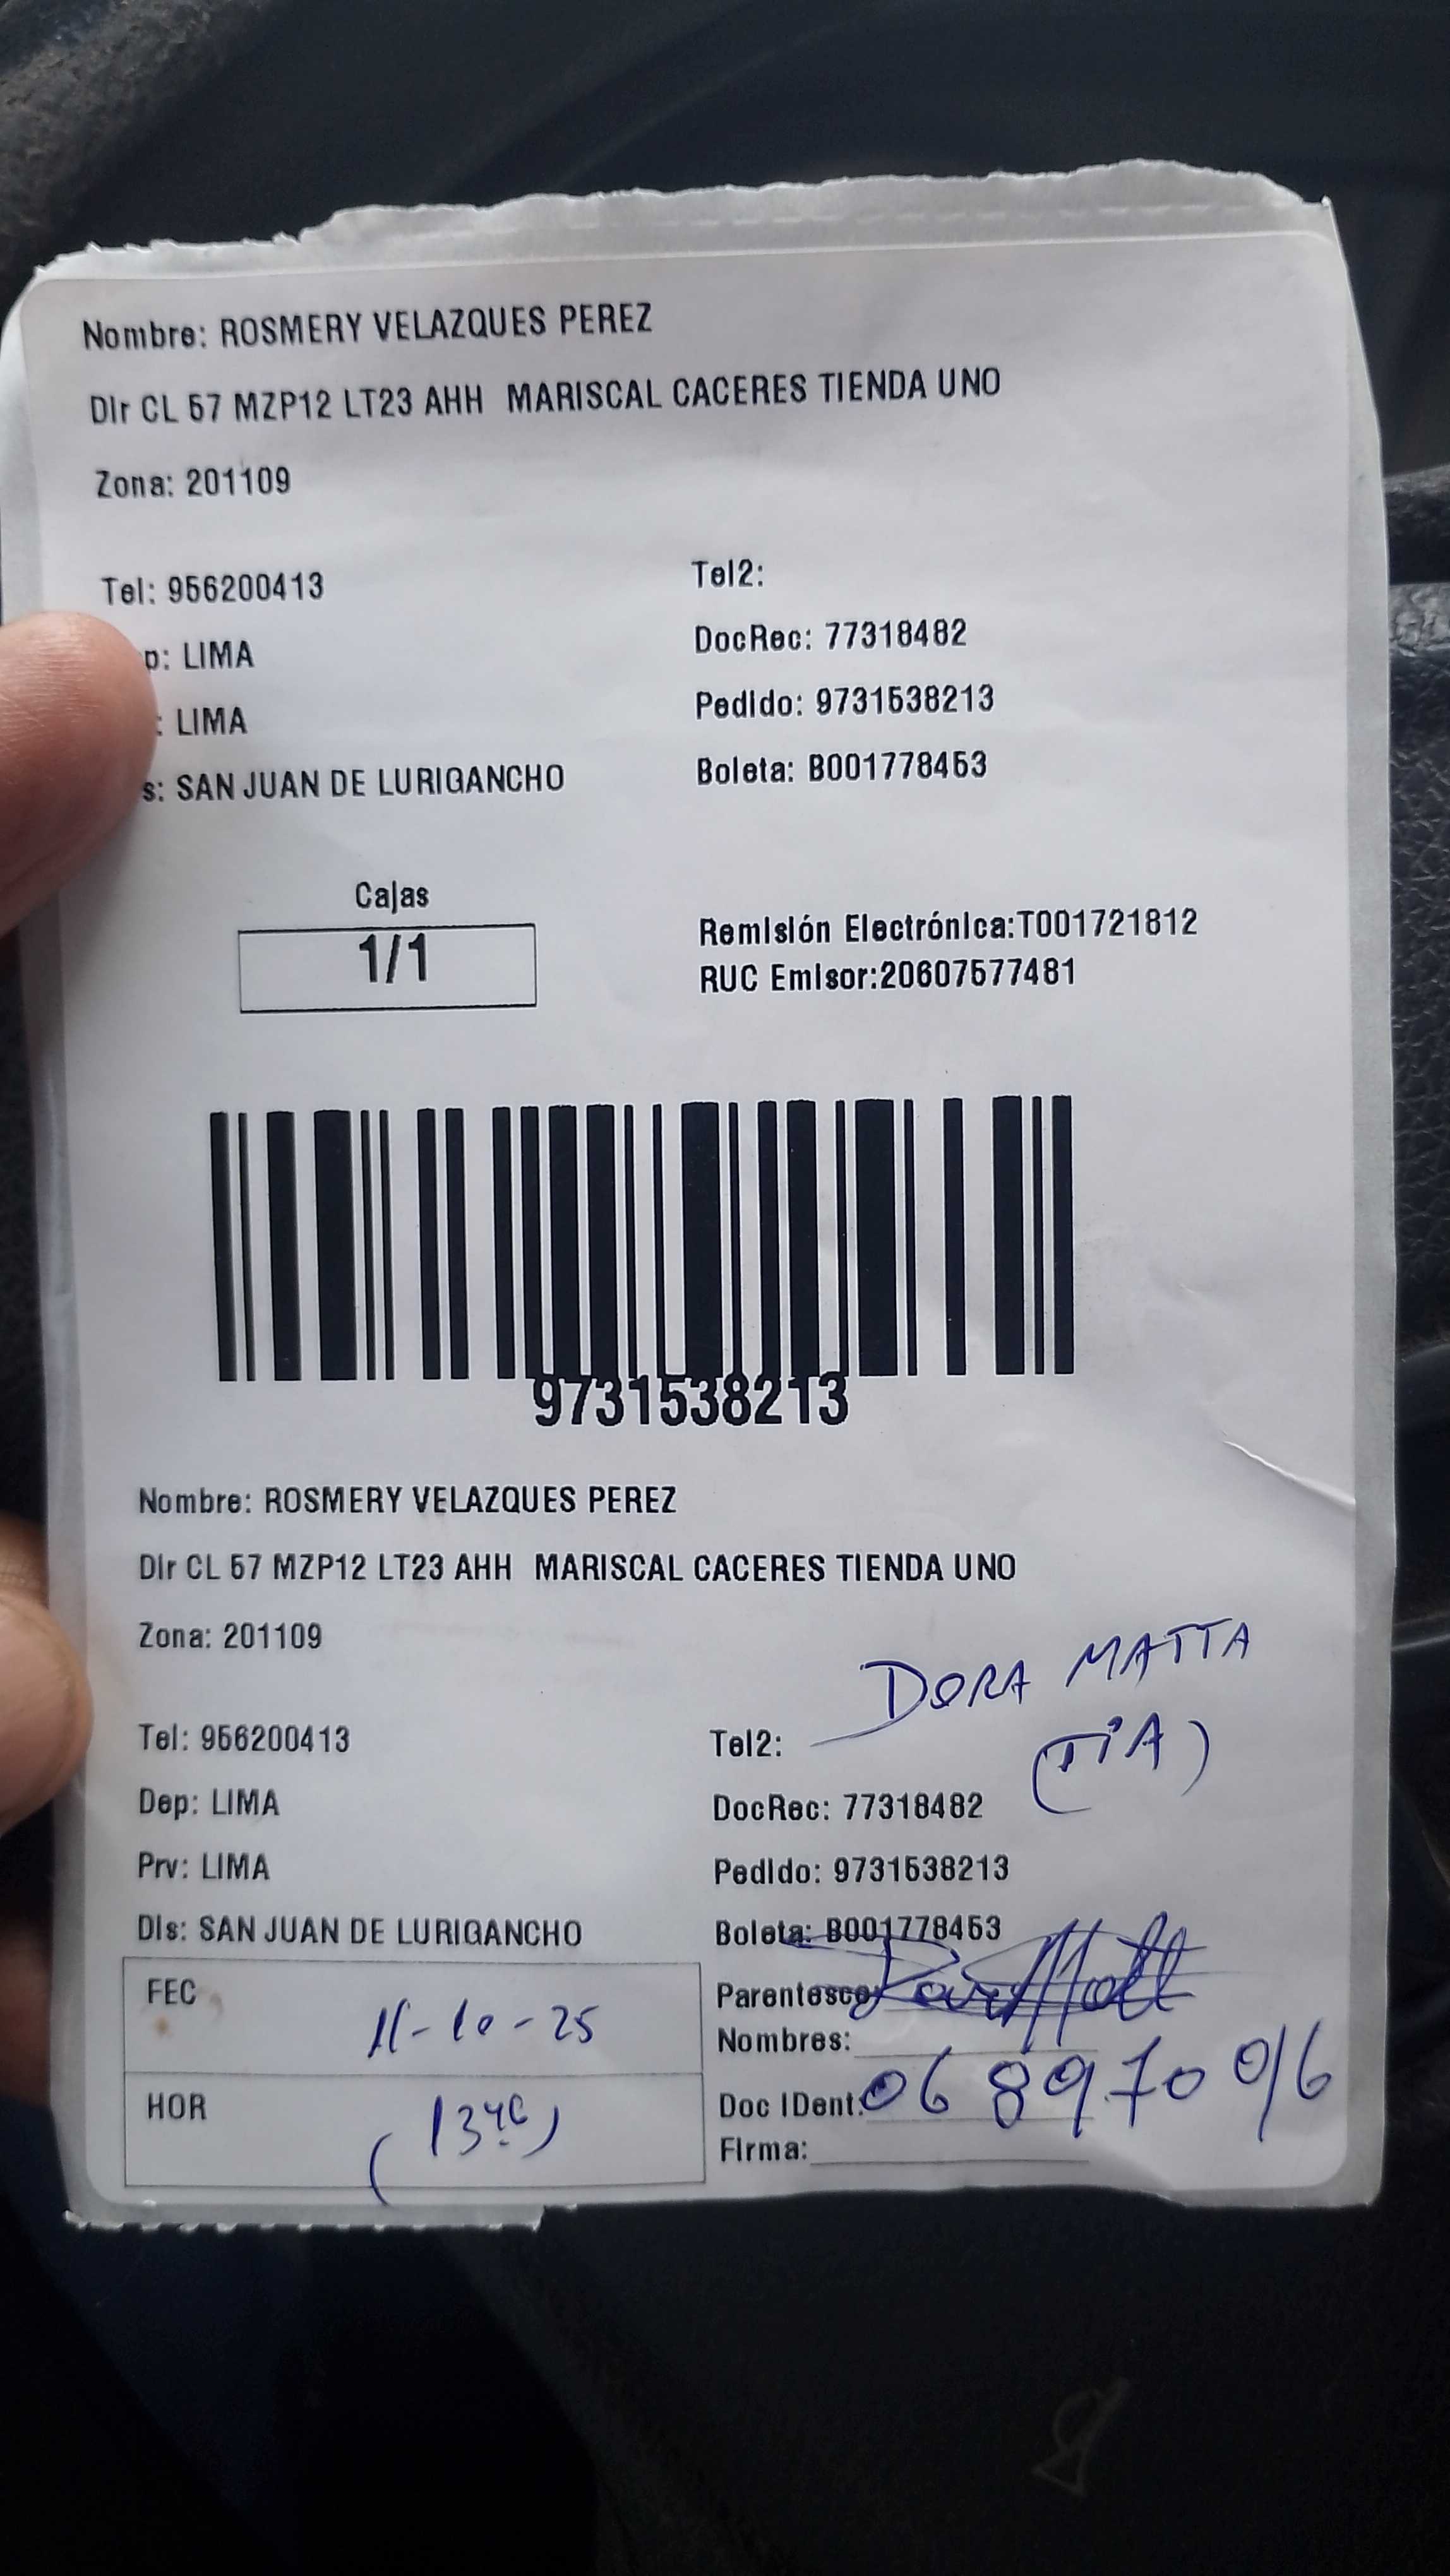 Nombre: ROSMERY VELAZQUES PEREZ
Dir CL 57 MZP12 LT23 AHH MARISCAL CACERES TIENDA UNO
Zona: 201109
Tel: 956200413
Tel2:
p: LIMA
DocRec: 77318482
: LIMA
Pedido: 9731538213
s: SAN JUAN DE LURIGANCHO
Boleta: B001778453
Cajas
1/1
Remisión Electrónica:T001721812
RUC Emisor:20607577481
9731538213
Nombre: ROSMERY VELAZQUES PEREZ
Dir CL 57 MZP12 LT23 AHH MARISCAL CACERES TIENDA UNO
Zona: 201109
DORA MATTA
(TIA)
Tel: 956200413
Tel2:
Dep: LIMA
DocRec: 77318482
Prv: LIMA
Pedido: 9731538213
Dis: SAN JUAN DE LURIGANCHO
Boleta: B001778453
FEC 11-10-25
Parentesco:
Nombres:
HOR
Doc IDent:06897016
Firma: